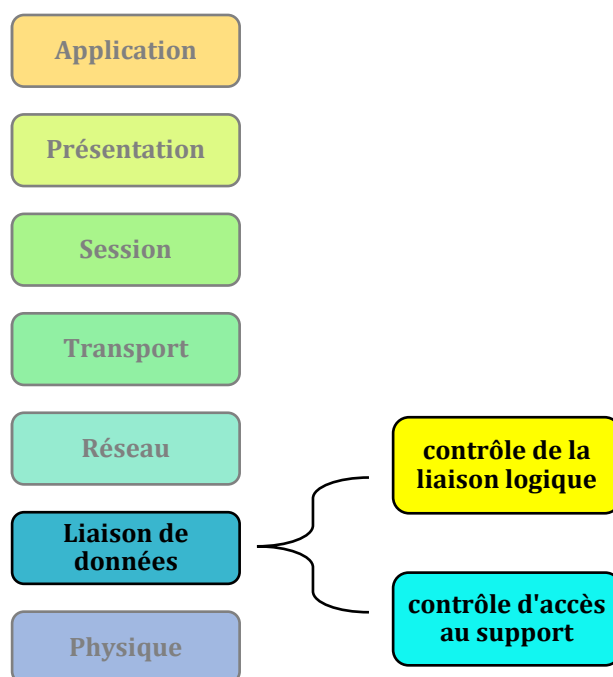 Application
Présentation
Session
Transport
Réseau
contrôle de la
liaison logique
Liaison de
données
contrôle d'accès
au support
Physique